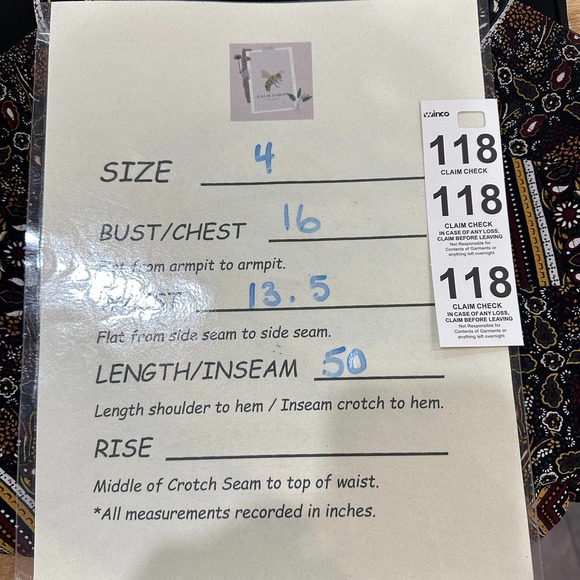 SIZE 4
BUST/CHEST 16
from armpit to armpit.
13.5
Flat from side seam to side seam.
LENGTH/INSEAM 50
Length shoulder to hem / Inseam crotch to hem.
RISE
Middle of Crotch Seam to top of waist.
*All measurements recorded in inches.
Winco
118
CLAIM CHECK
118
CLAIM CHECK
IN CASE OF ANY LOSS,
CLAIM BEFORE LEAVING
Not Responsible for
Contents of Garments or
anything left overnight
118
CLAIM CHECK
IN CASE OF ANY LOSS,
CLAIM BEFORE LEAVING
Not Responsible for
Contents of Garments or
anything left overnight